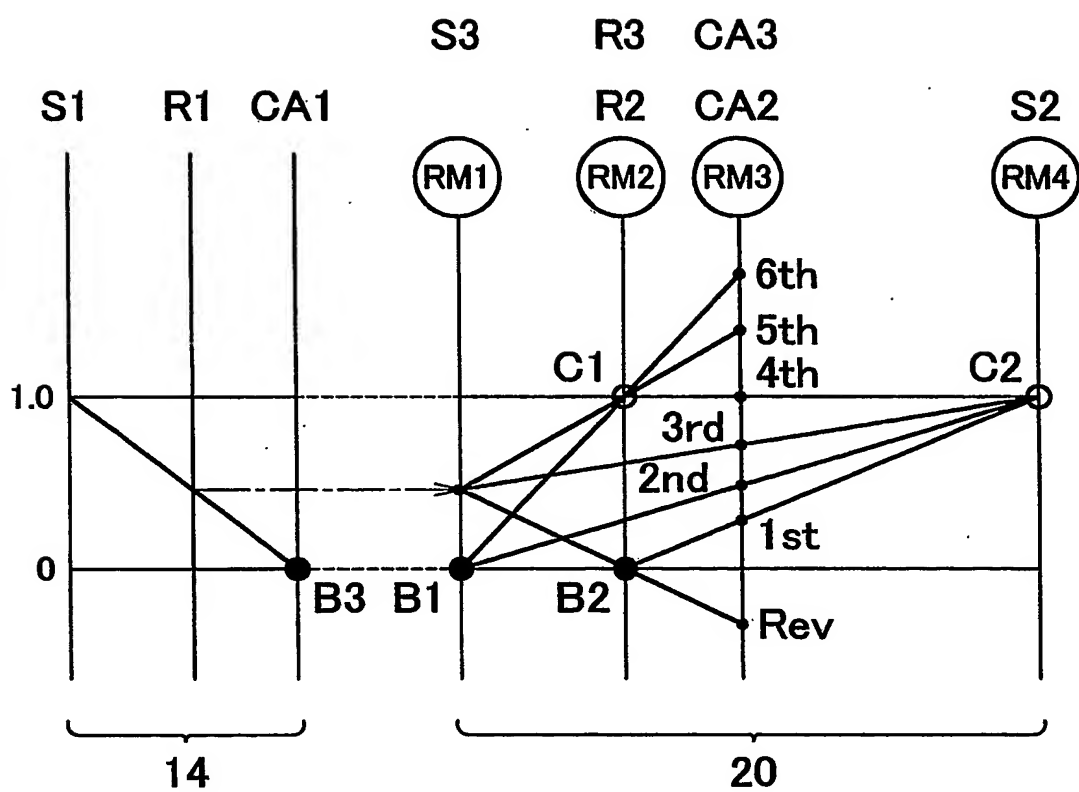 S3 R3 CA3
S1 R1 CA1 R2 CA2 S2
RM1 RM2 RM3 RM4
6th
5th
C1 4th C2
1.0
3rd
2nd
1st
0
B3 B1 B2
Rev
14 20